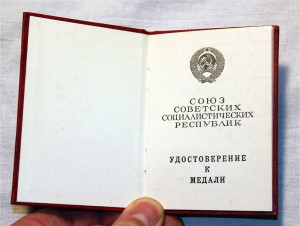 СОЮЗ
СОВЕТСКИХ
СОЦИАЛИСТИЧЕСКИХ
РЕСПУБЛИК
УДОСТОВЕРЕНИЕ
К
МЕДАЛИ